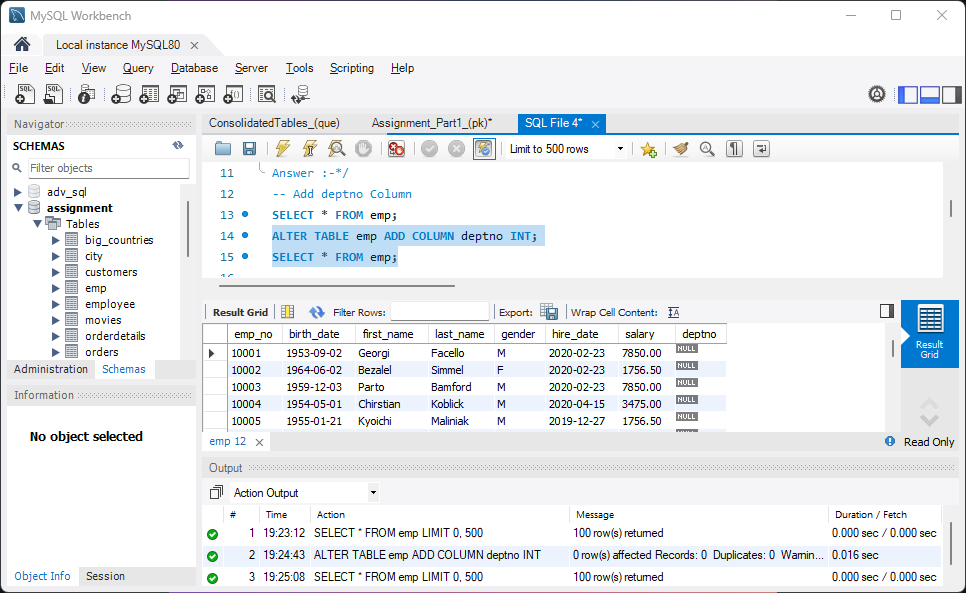 MySQL Workbench
Local instance MySQL80
File Edit View Query Database Server Tools Scripting Help
Navigator
SCHEMAS
Filter objects
adv_sql
assignment
Tables
big_countries
city
customers
emp
employee
movies
orderdetails
orders
Administration Schemas
Information
No object selected
Object Info Session
ConsolidatedTables_(que) Assignment_Part1_(pk)* SQL File 4*
Limit to 500 rows
11 Answer :-*/
12 -- Add deptno Column
13 SELECT * FROM emp;
14 ALTER TABLE emp ADD COLUMN deptno INT;
15 SELECT * FROM emp;
16
Result Grid Filter Rows: Export: Wrap Cell Content: IA
emp_no birth_date first_name last_name gender hire_date salary deptno
10001 1953-09-02 Georgi Facello M 2020-02-23 7850.00 NULL
10002 1964-06-02 Bezalel Simmel F 2020-02-23 1756.50 NULL
10003 1959-12-03 Parto Bamford M 2020-02-23 7850.00 NULL
10004 1954-05-01 Chirstian Koblick M 2020-04-15 3475.00 NULL
10005 1955-01-21 Kyoichi Maliniak M 2019-12-27 1756.50 NULL
Result
Grid
emp 12
Read Only
Output
Action Output
# Time Action Message Duration / Fetch
1 19:23:12 SELECT * FROM emp LIMIT 0, 500 100 row(s) returned 0.000 sec / 0.000 sec
2 19:24:43 ALTER TABLE emp ADD COLUMN deptno INT 0 row(s) affected Records: 0 Duplicates: 0 Warnin... 0.016 sec
3 19:25:08 SELECT * FROM emp LIMIT 0, 500 100 row(s) returned 0.000 sec / 0.000 sec